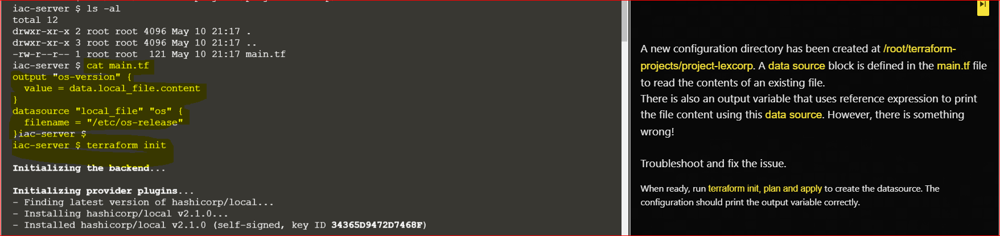 iac-server $ ls -al
total 12
drwxr-xr-x 2 root root 4096 May 10 21:17 .
drwxr-xr-x 3 root root 4096 May 10 21:17 ..
-rw-r--r-- 1 root root  121 May 10 21:17 main.tf
iac-server $ cat main.tf
output "os-version" {
  value = data.local_file.content
}
datasource "local_file" "os" {
  filename = "/etc/os-release"
}iac-server $
iac-server $ terraform init
Initializing the backend...
Initializing provider plugins...
- Finding latest version of hashicorp/local...
- Installing hashicorp/local v2.1.0...
- Installed hashicorp/local v2.1.0 (self-signed, key ID 34365D9472D7468F)
A new configuration directory has been created at /root/terraform-
projects/project-lexcorp. A data source block is defined in the main.tf file
to read the contents of an existing file.
There is also an output variable that uses reference expression to print
the file content using this data source. However, there is something
wrong!
Troubleshoot and fix the issue.
When ready, run terraform init, plan and apply to create the datasource. The
configuration should print the output variable correctly.